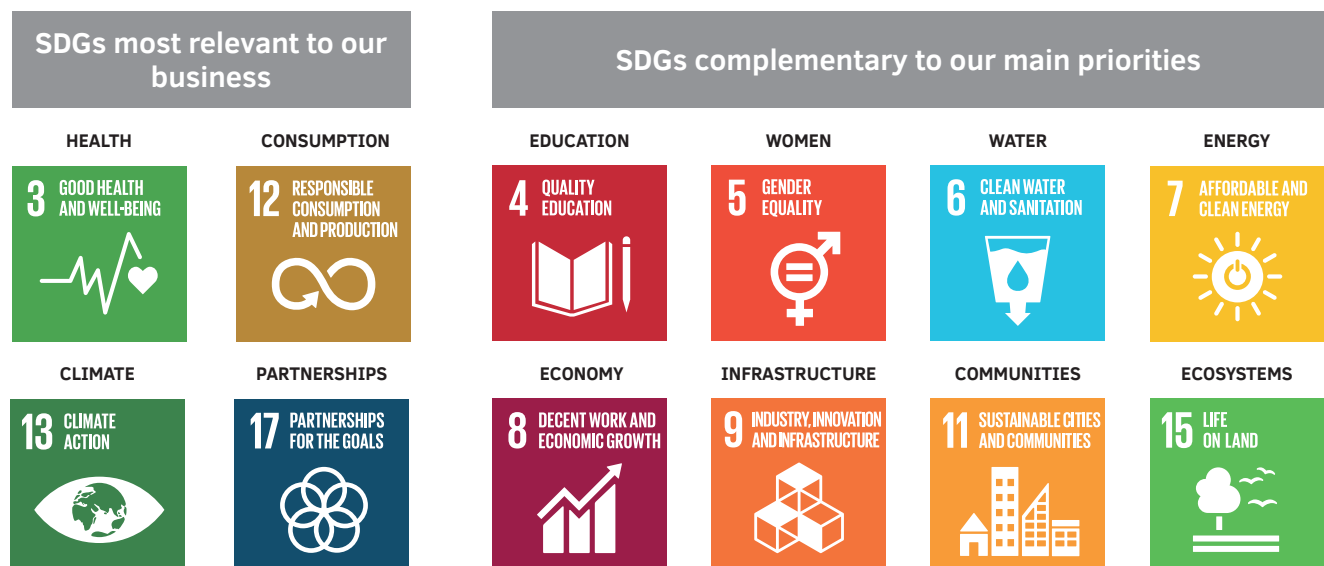 SDGs most relevant to our
business
SDGs complementary to our main priorities
HEALTH
CONSUMPTION
EDUCATION
WOMEN
WATER
ENERGY
3 GOOD HEALTH
AND WELL-BEING
12 RESPONSIBLE
CONSUMPTION
AND PRODUCTION
4 QUALITY
EDUCATION
5 GENDER
EQUALITY
6 CLEAN WATER
AND SANITATION
7 AFFORDABLE AND
CLEAN ENERGY
CLIMATE
PARTNERSHIPS
ECONOMY
INFRASTRUCTURE
COMMUNITIES
ECOSYSTEMS
13 CLIMATE
ACTION
17 PARTNERSHIPS
FOR THE GOALS
8 DECENT WORK AND
ECONOMIC GROWTH
9 INDUSTRY, INNOVATION
AND INFRASTRUCTURE
11 SUSTAINABLE CITIES
AND COMMUNITIES
15 LIFE
ON LAND